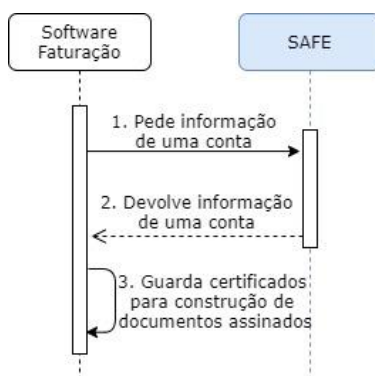 Software
Faturação
SAFE
1. Pede informação
de uma conta
2. Devolve informação
de uma conta
3. Guarda certificados
para construção de
documentos assinados